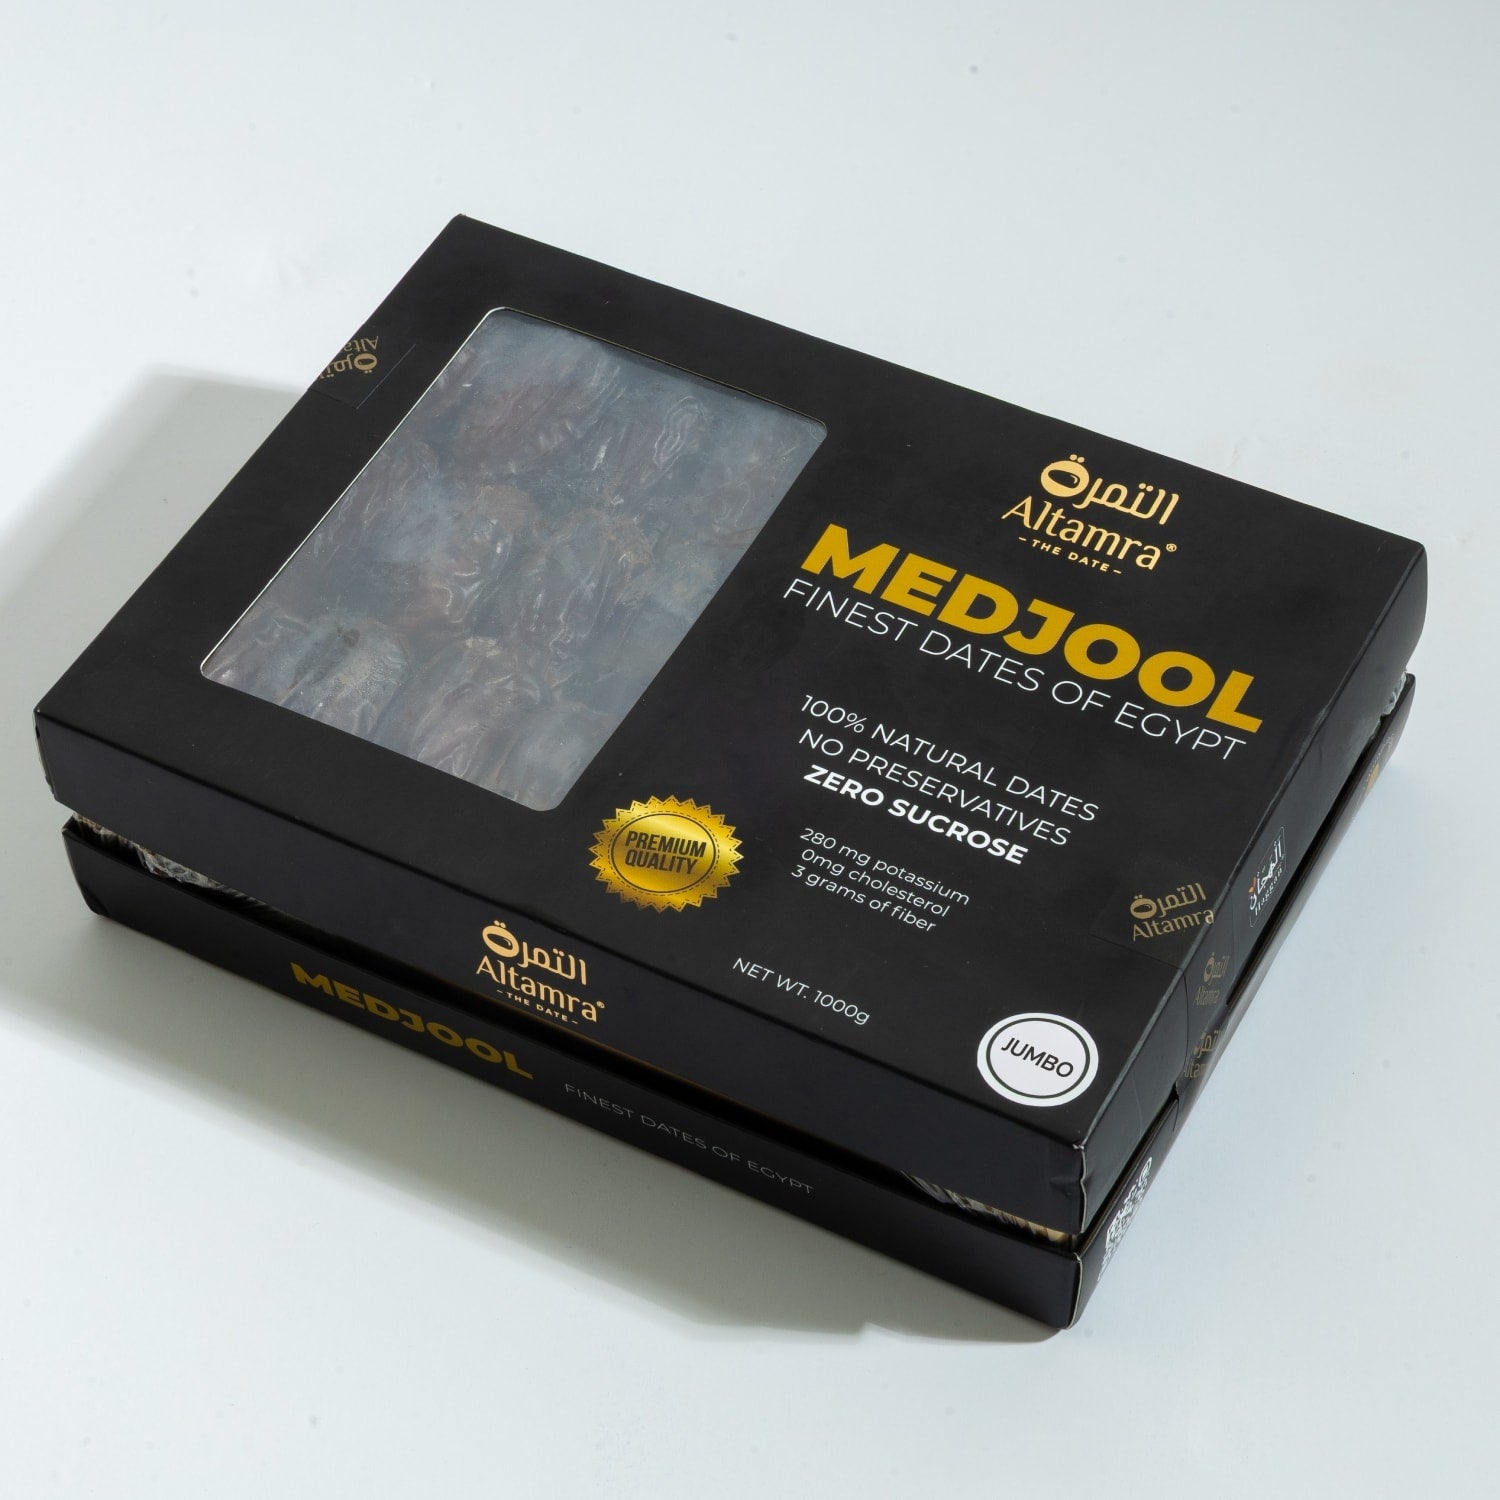 التمرة
Altamra®
- THE DATE -
MEDJOOL
FINEST DATES OF EGYPT
100% NATURAL DATES
NO PRESERVATIVES
ZERO SUCROSE
280 mg potassium
0mg cholesterol
3 grams of fiber
PREMIUM
QUALITY
NET WT. 1000g
JUMBO
التمرة
Altamra
التمرة
Altamra®
- THE DATE -
MEDJOOL FINEST DATES OF EGYPT
التمرة
Altamra